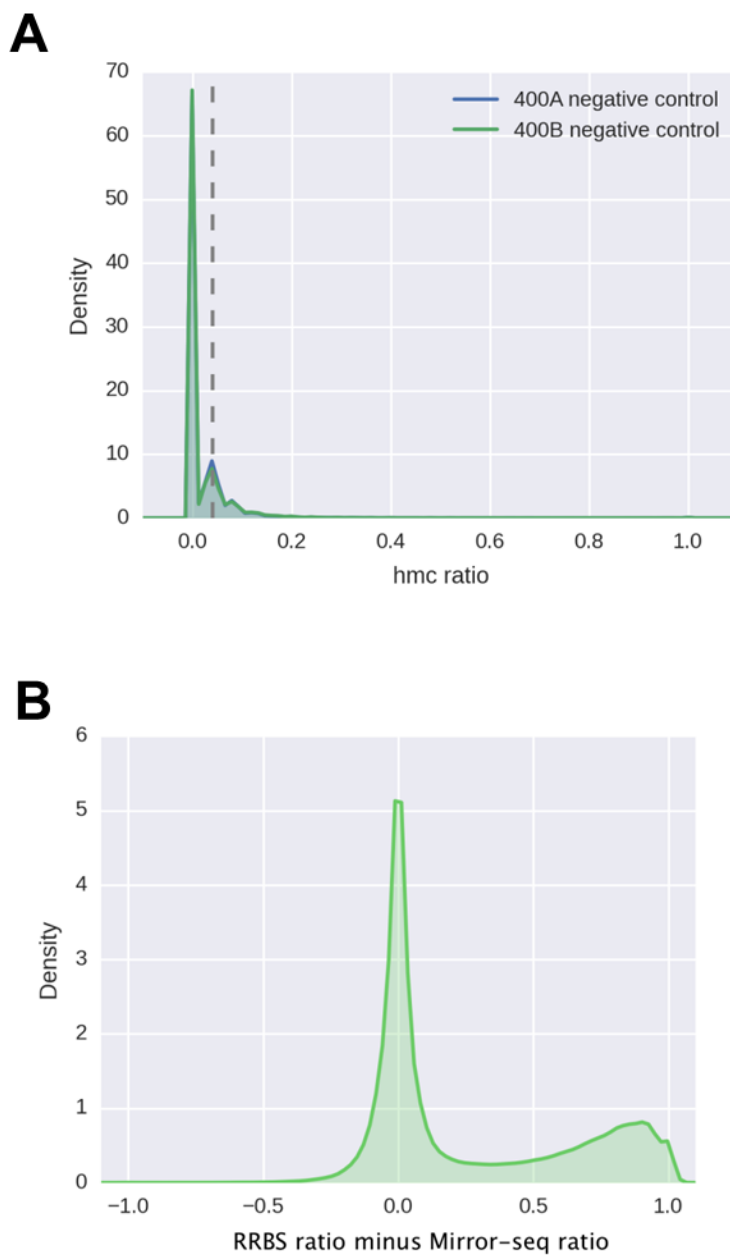 A
70
60
50
40
30
20
10
0
Density
400A negative control
400B negative control
0.0 0.2 0.4 0.6 0.8 1.0
hmc ratio
B
6
5
4
3
2
1
0
Density
−1.0 −0.5 0.0 0.5 1.0
RRBS ratio minus Mirror-seq ratio